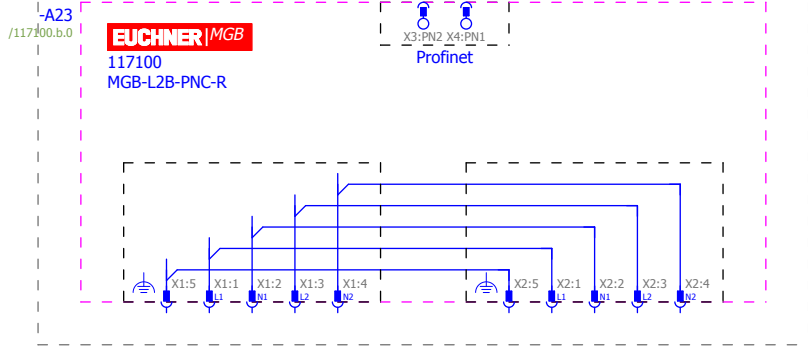 -A23
/117100.b.0
EUCHNER|MGB
117100
MGB-L2B-PNC-R
X3:PN2 X4:PN1
Profinet
X1:5 X1:1 X1:2 X1:3 X1:4 X2:5 X2:1 X2:2 X2:3 X2:4
L1 N1 L2 N2 L1 N1 L2 N2